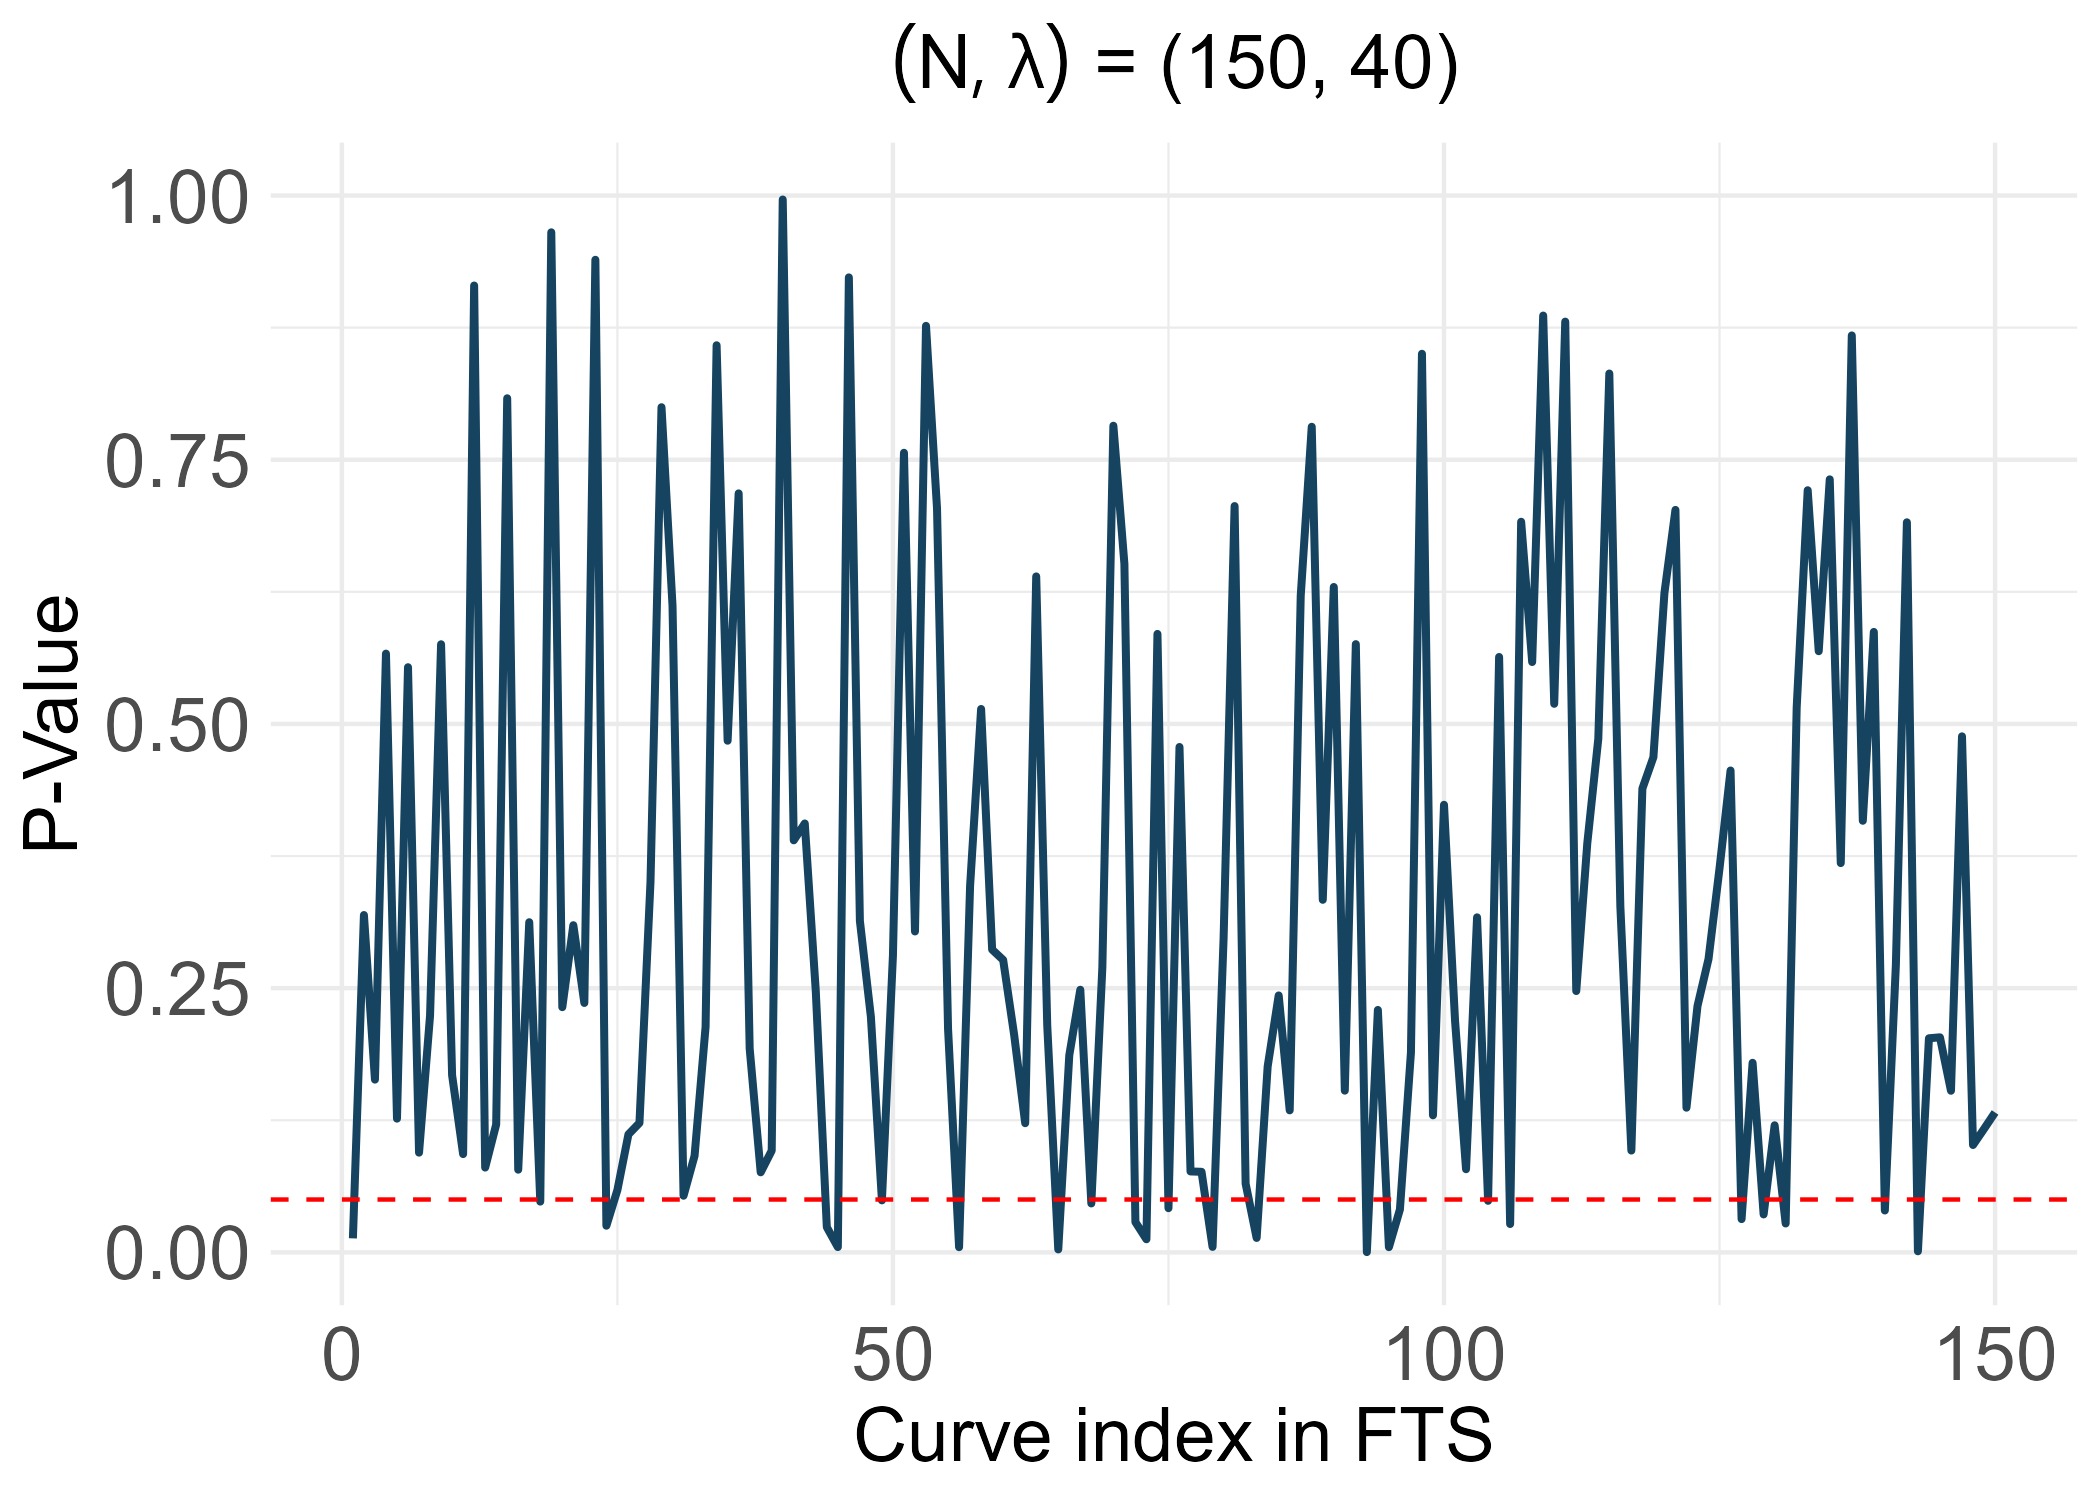 (N, λ) = (150, 40)
1.00
0.75
0.50
0.25
0.00
P-Value
0 50 100 150
Curve index in FTS